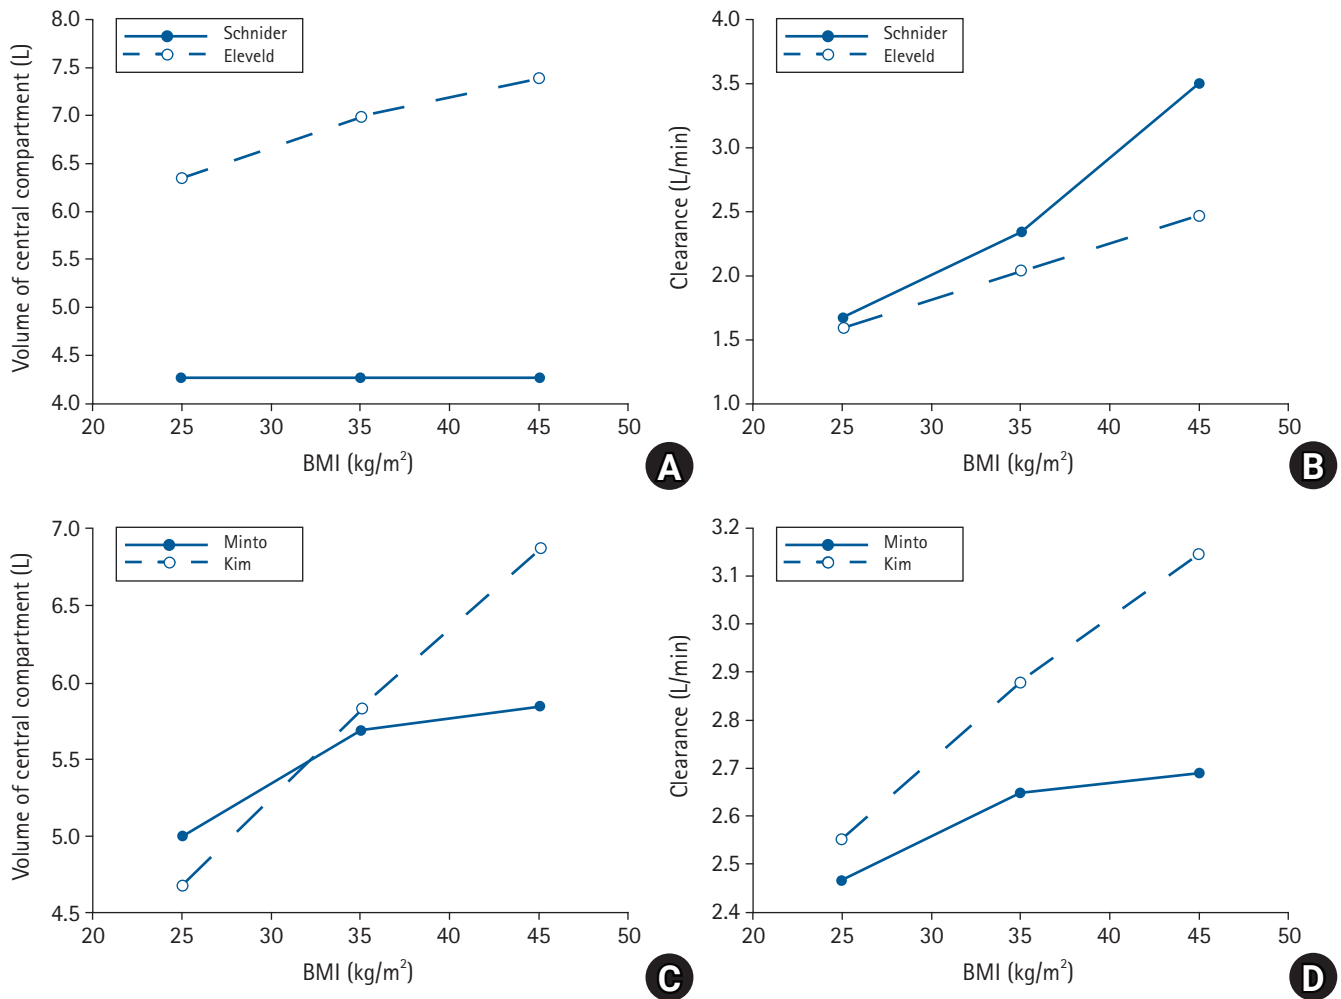 8.0
7.5
7.0
6.5
6.0
5.5
5.0
4.5
4.0
Volume of central compartment (L)
Schnider
Eleveld
20 25 30 35 40 45 50
BMI (kg/m²)
A
4.0
3.5
3.0
2.5
2.0
1.5
1.0
Clearance (L/min)
Schnider
Eleveld
20 25 30 35 40 45 50
BMI (kg/m²)
B
7.0
6.5
6.0
5.5
5.0
4.5
Volume of central compartment (L)
Minto
Kim
20 25 30 35 40 45 50
BMI (kg/m²)
C
3.2
3.1
3.0
2.9
2.8
2.7
2.6
2.5
2.4
Clearance (L/min)
Minto
Kim
20 25 30 35 40 45 50
BMI (kg/m²)
D